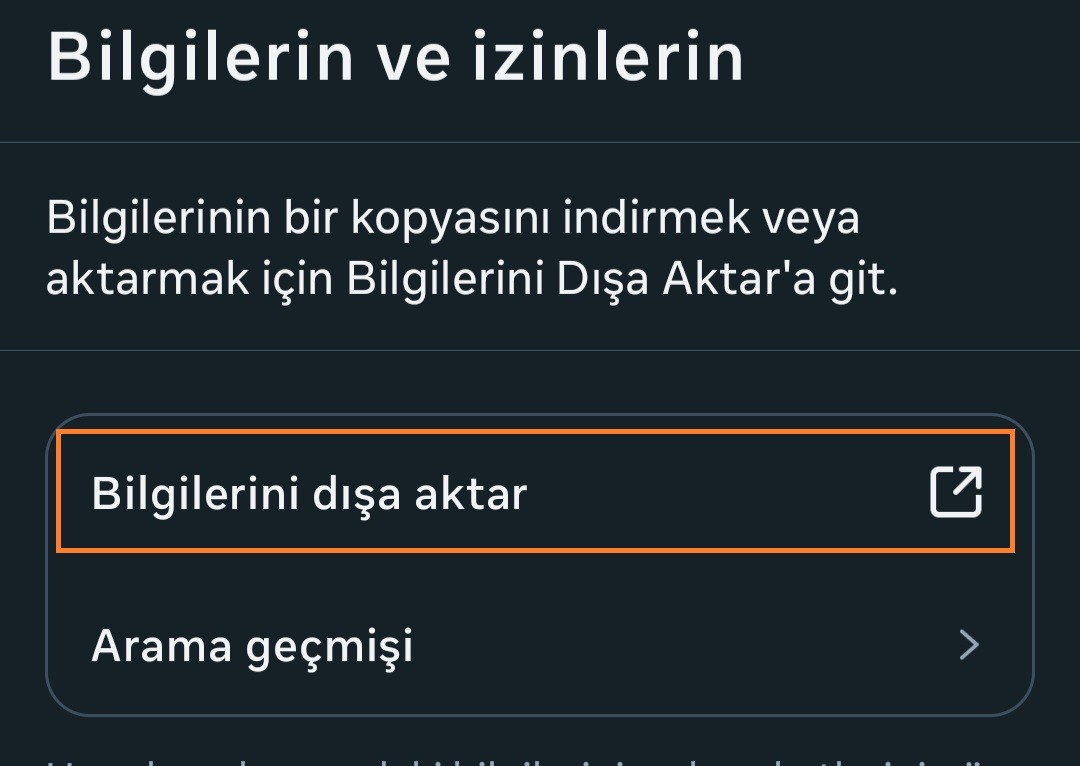 Bilgilerin ve izinlerin
Bilgilerinin bir kopyasını indirmek veya
aktarmak için Bilgilerini Dışa Aktar'a git.
Bilgilerini dışa aktar
Arama geçmişi